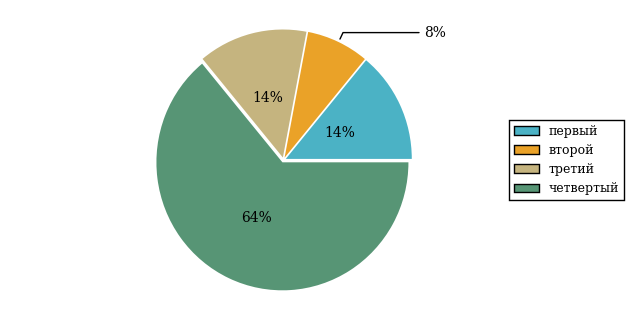 8%
14%
14%
64%
первый
второй
третий
четвертый